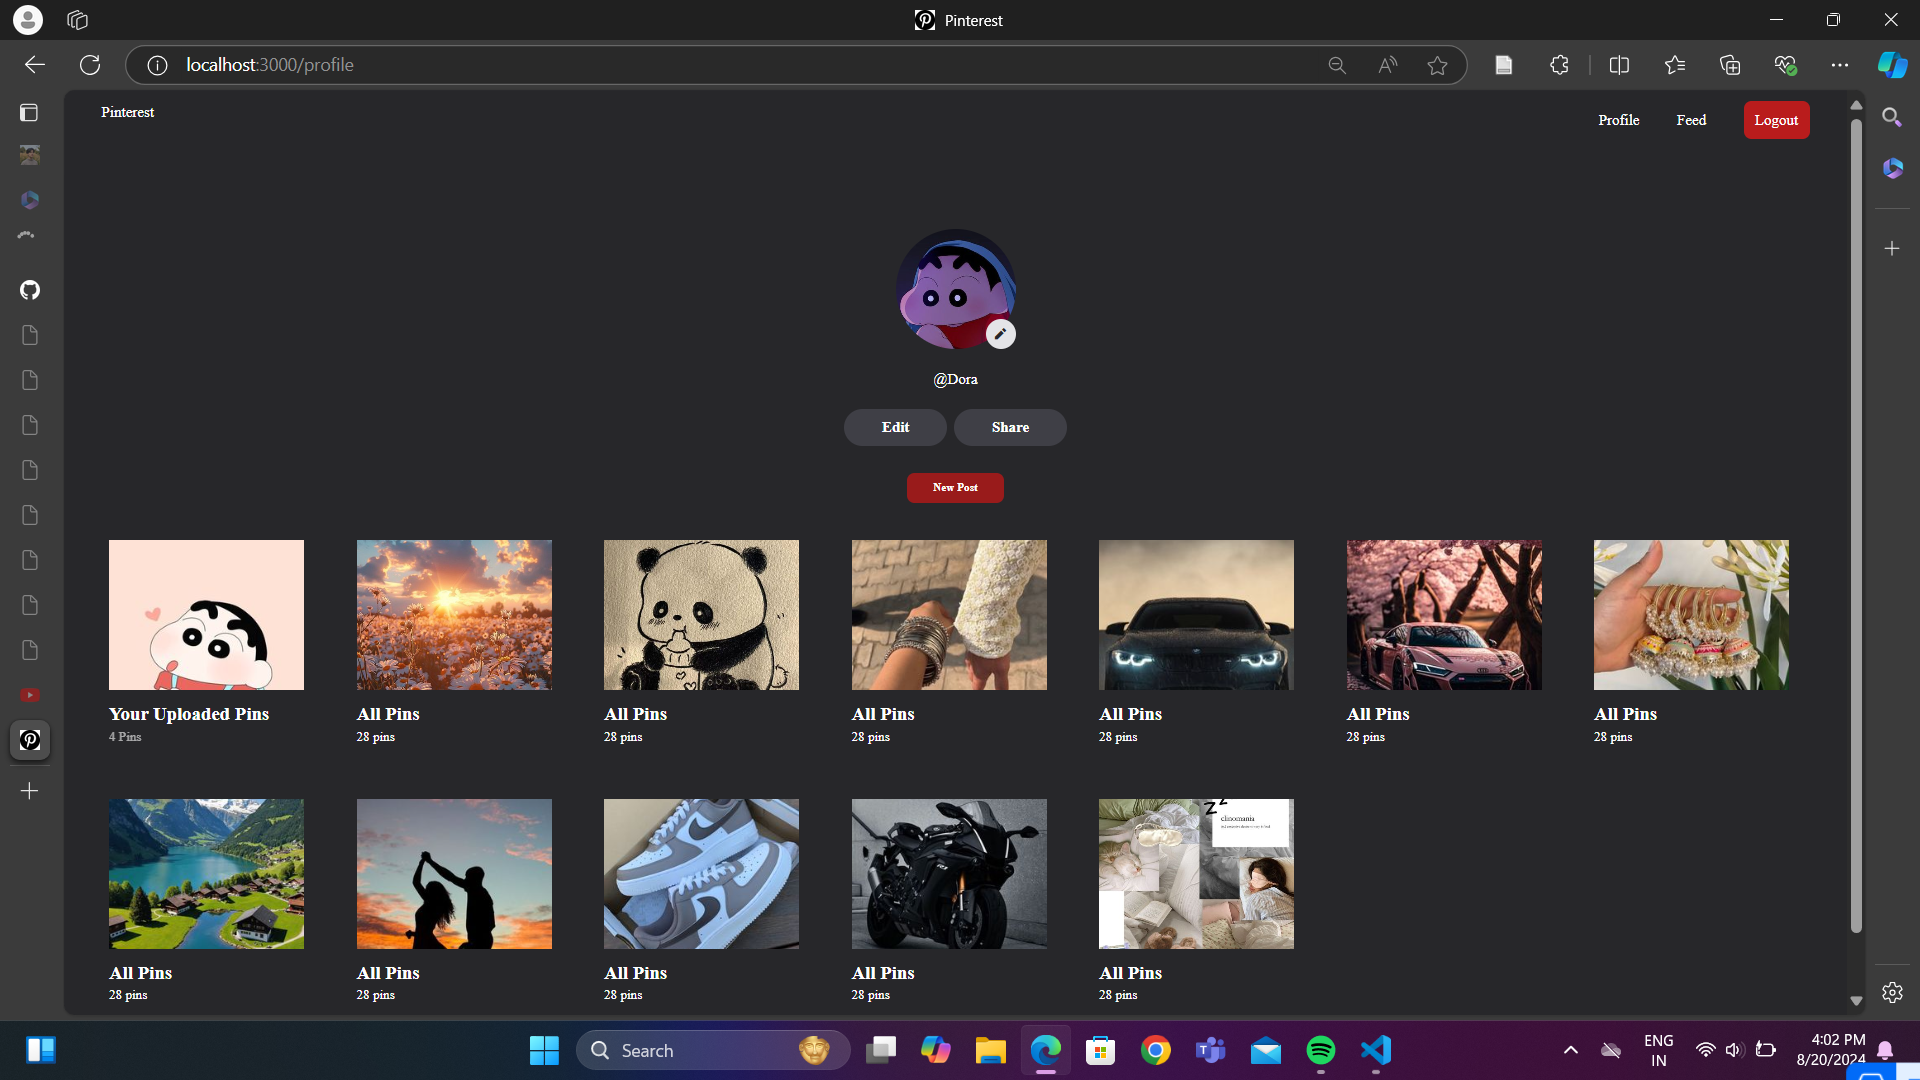 Pinterest
localhost:3000/profile
Pinterest
Profile
Feed
Logout
@Dora
Edit
Share
New Post
Your Uploaded Pins
4 Pins
All Pins
28 pins
All Pins
28 pins
All Pins
28 pins
All Pins
28 pins
All Pins
28 pins
All Pins
28 pins
clinomania
All Pins
28 pins
All Pins
28 pins
All Pins
28 pins
All Pins
28 pins
All Pins
28 pins
Search
ENG
IN
4:02 PM
8/20/2024